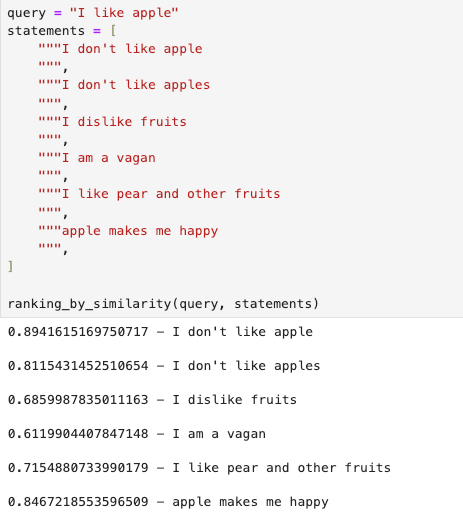 query = "I like apple"
statements = [
    """I don't like apple
    """,
    """I don't like apples
    """,
    """I dislike fruits
    """,
    """I am a vagan
    """,
    """I like pear and other fruits
    """,
    """apple makes me happy
    """,
]
ranking_by_similarity(query, statements)
0.8941615169750717 – I don't like apple
0.8115431452510654 – I don't like apples
0.6859987835011163 – I dislike fruits
0.6119904407847148 – I am a vagan
0.7154880733990179 – I like pear and other fruits
0.8467218553596509 – apple makes me happy